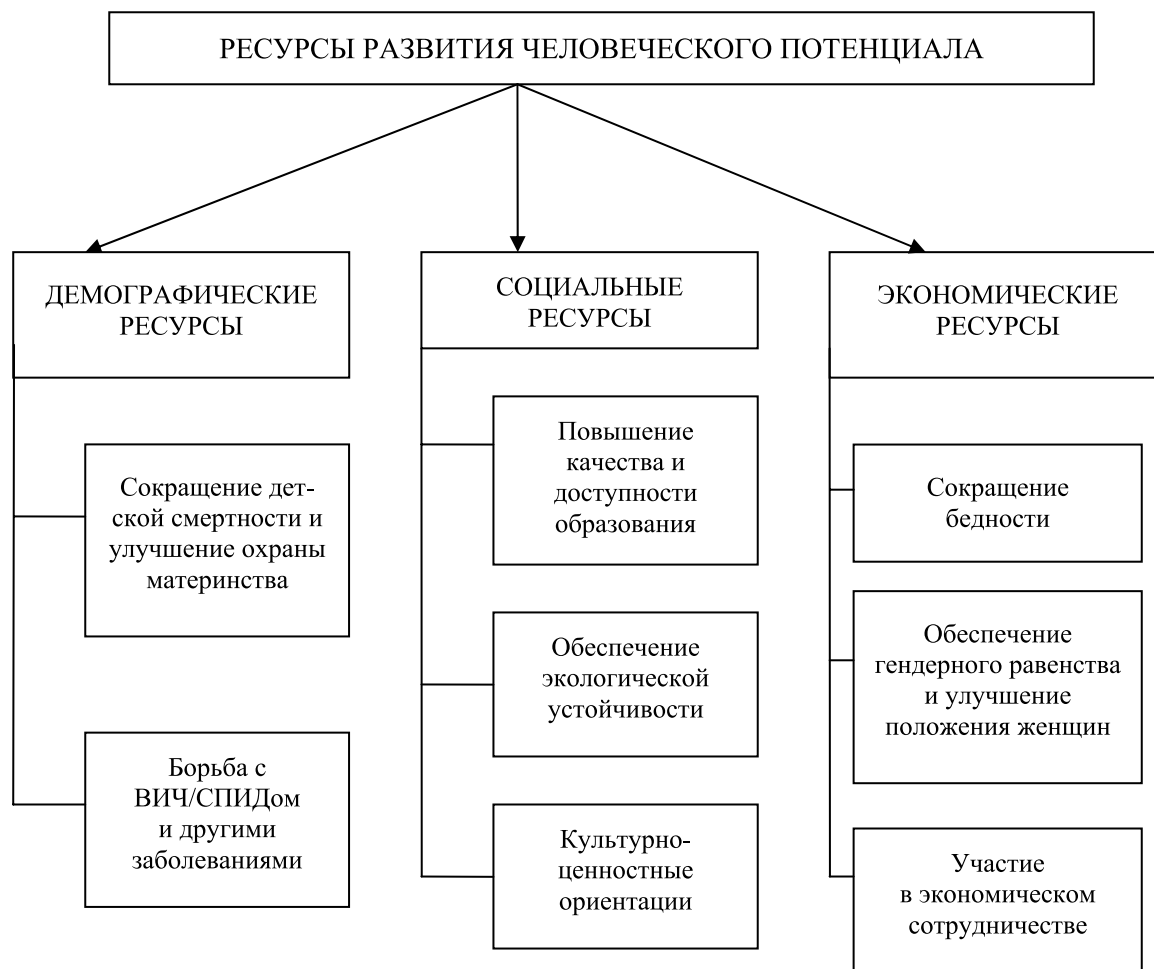 РЕСУРСЫ РАЗВИТИЯ ЧЕЛОВЕЧЕСКОГО ПОТЕНЦИАЛА
ДЕМОГРАФИЧЕСКИЕ
РЕСУРСЫ
Сокращение дет-
ской смертности и
улучшение охраны
материнства
Борьба с
ВИЧ/СПИДом
и другими
заболеваниями
СОЦИАЛЬНЫЕ
РЕСУРСЫ
Повышение
качества и
доступности
образования
Обеспечение
экологической
устойчивости
Культурно-
ценностные
ориентации
ЭКОНОМИЧЕСКИЕ
РЕСУРСЫ
Сокращение
бедности
Обеспечение
гендерного равенства
и улучшение
положения женщин
Участие
в экономическом
сотрудничестве